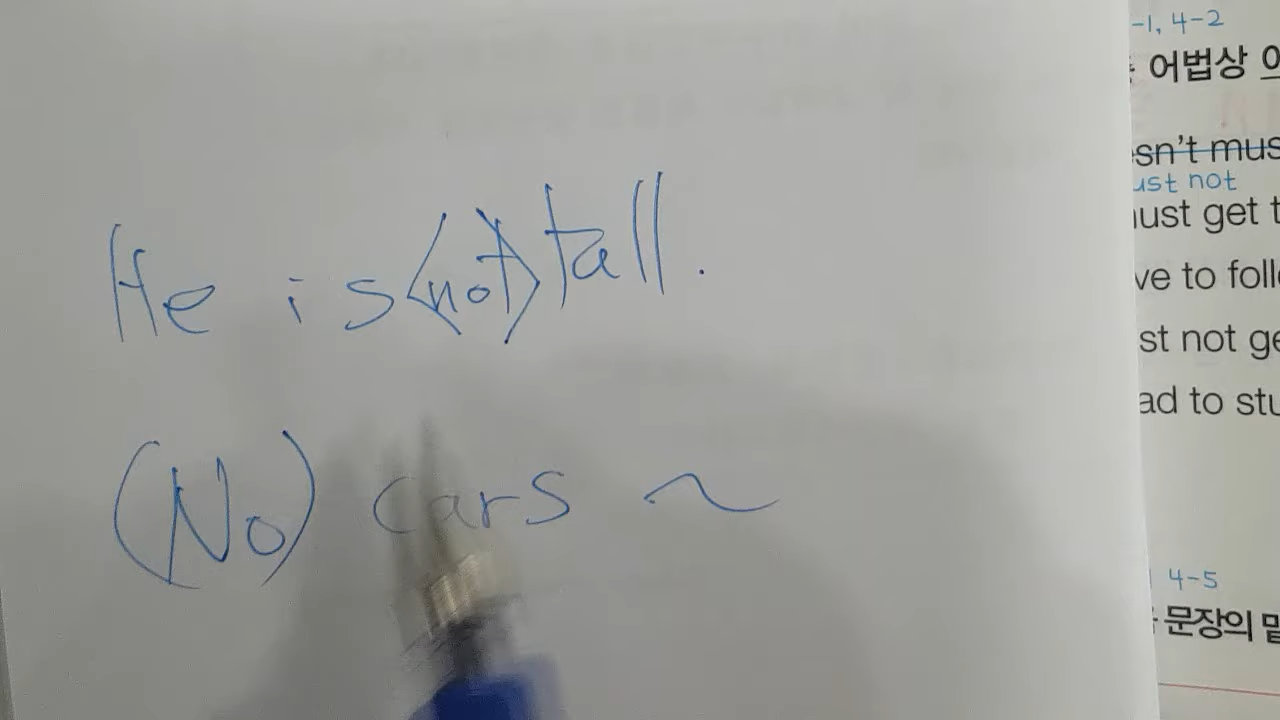 He is <not> tall.
(No) cars ~
-1, 4-2
어법상
sn't mus
ust not
ust get t
ve to foll
st not ge
ad to stu
4-5
문장의 밑